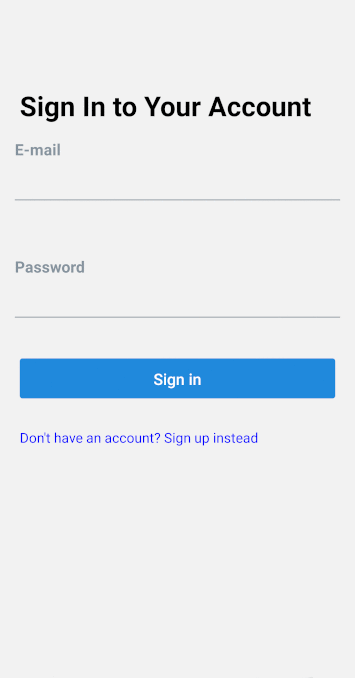 Sign In to Your Account
E-mail
Password
Sign in
Don't have an account? Sign up instead